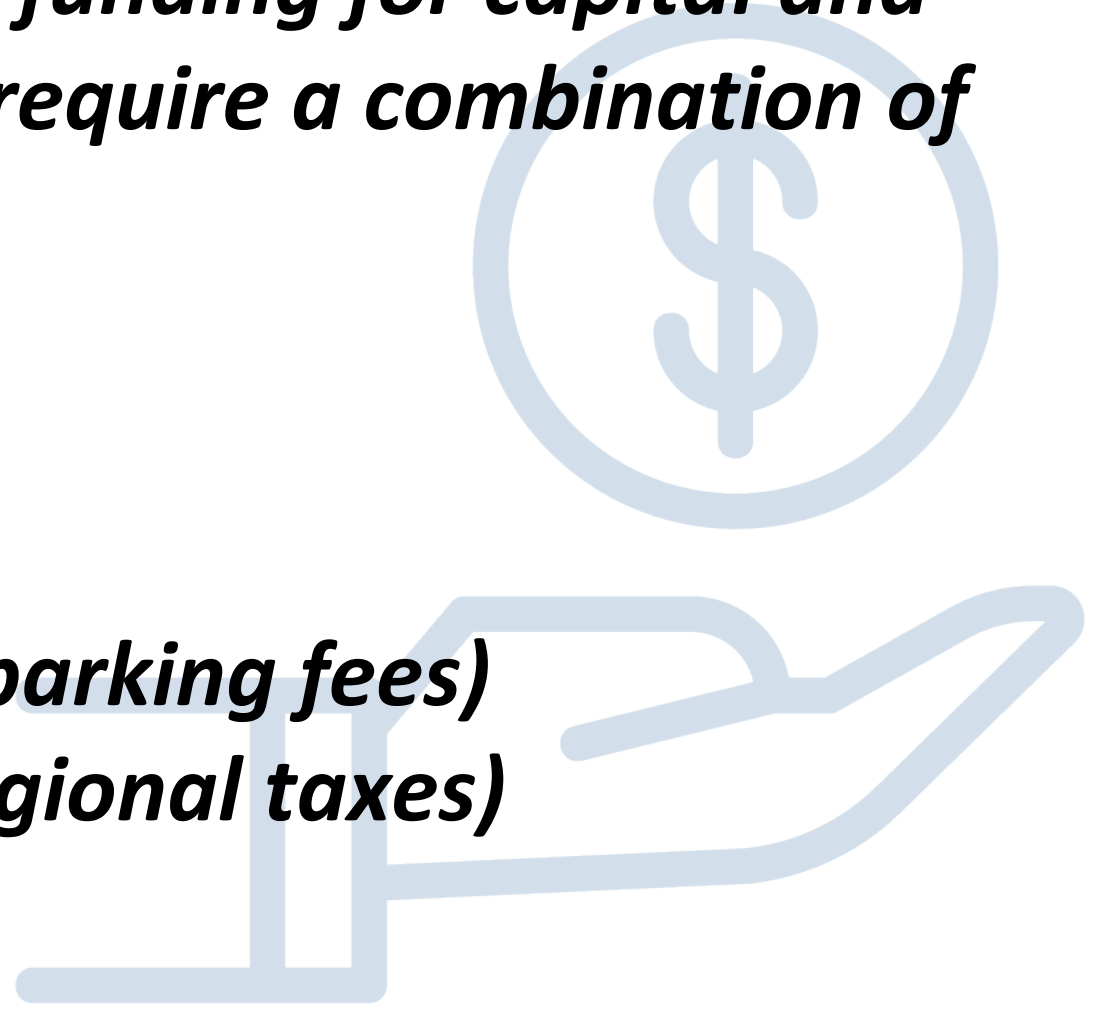 funding for capital and
require a combination of
parking fees)
gional taxes)